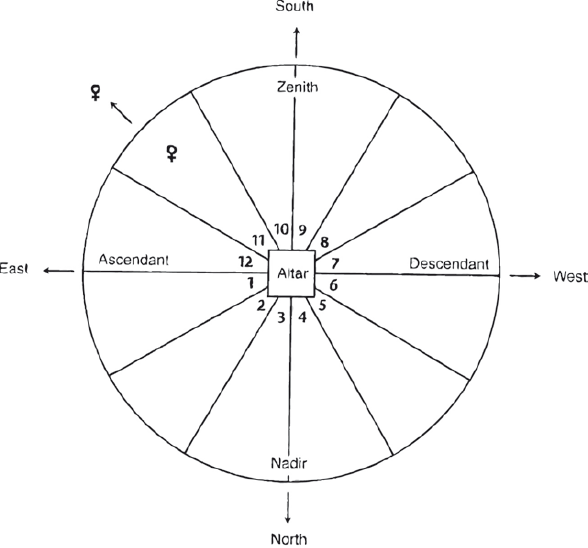 South
Zenith
♀
♀
10 9
11 8
12 7
East Ascendant Altar Descendant West
1 6
2 5
3 4
Nadir
North